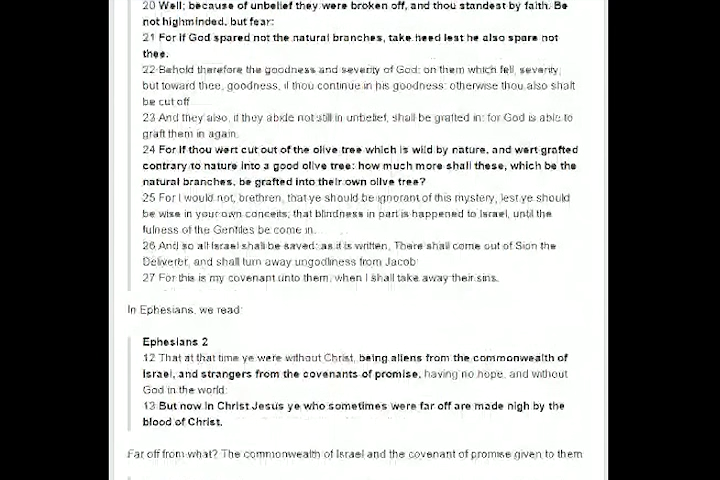 20 Well; because of unbelief they were broken off, and thou standest by faith. Be
not highminded, but fear:
21 For if God spared not the natural branches, take heed lest he also spare not
thee.
22 Behold therefore the goodness and severity of God: on them which fell, severity;
but toward thee, goodness, if thou continue in his goodness: otherwise thou also shalt
be cut off
23 And they also, if they abide not still in unbelief, shall be grafted in: for God is able to
graft them in again.
24 For if thou wert cut out of the olive tree which is wild by nature, and wert grafted
contrary to nature into a good olive tree: how much more shall these, which be the
natural branches, be grafted into their own olive tree?
25 For I would not, brethren, that ye should be ignorant of this mystery, lest ye should
be wise in your own conceits; that blindness in part is happened to Israel, until the
fulness of the Gentiles be come in.
26 And so all Israel shall be saved: as it is written, There shall come out of Sion the
Deliverer, and shall turn away ungodliness from Jacob
27 For this is my covenant unto them, when I shall take away their sins.
In Ephesians, we read:
Ephesians 2
12 That at that time ye were without Christ, being aliens from the commonwealth of
Israel, and strangers from the covenants of promise, having no hope, and without
God in the world:
13 But now in Christ Jesus ye who sometimes were far off are made nigh by the
blood of Christ.
Far off from what? The commonwealth of Israel and the covenant of promise given to them